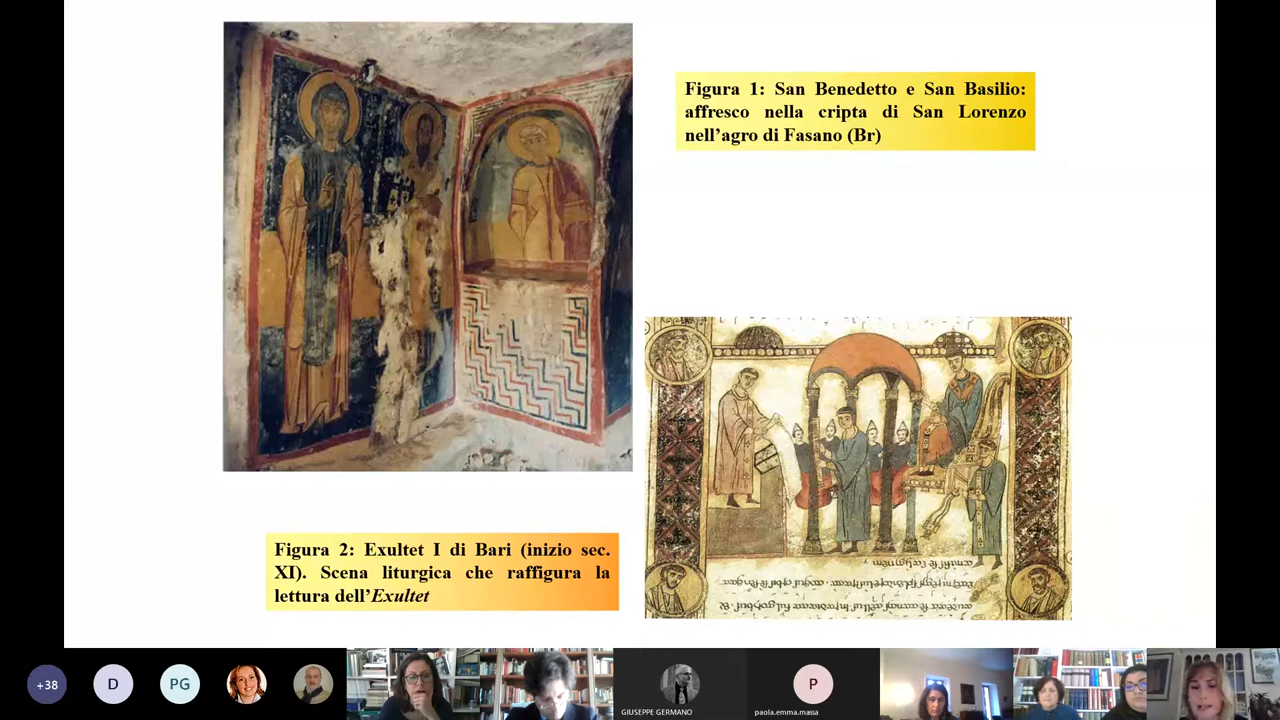 Figura 1: San Benedetto e San Basilio:
affresco nella cripta di San Lorenzo
nell'agro di Fasano (Br)
Figura 2: Exultet I di Bari (inizio sec.
XI). Scena liturgica che raffigura la
lettura dell'Exultet
+38
D
PG
GIUSEPPE GERMANO
P
paola.emma.massa